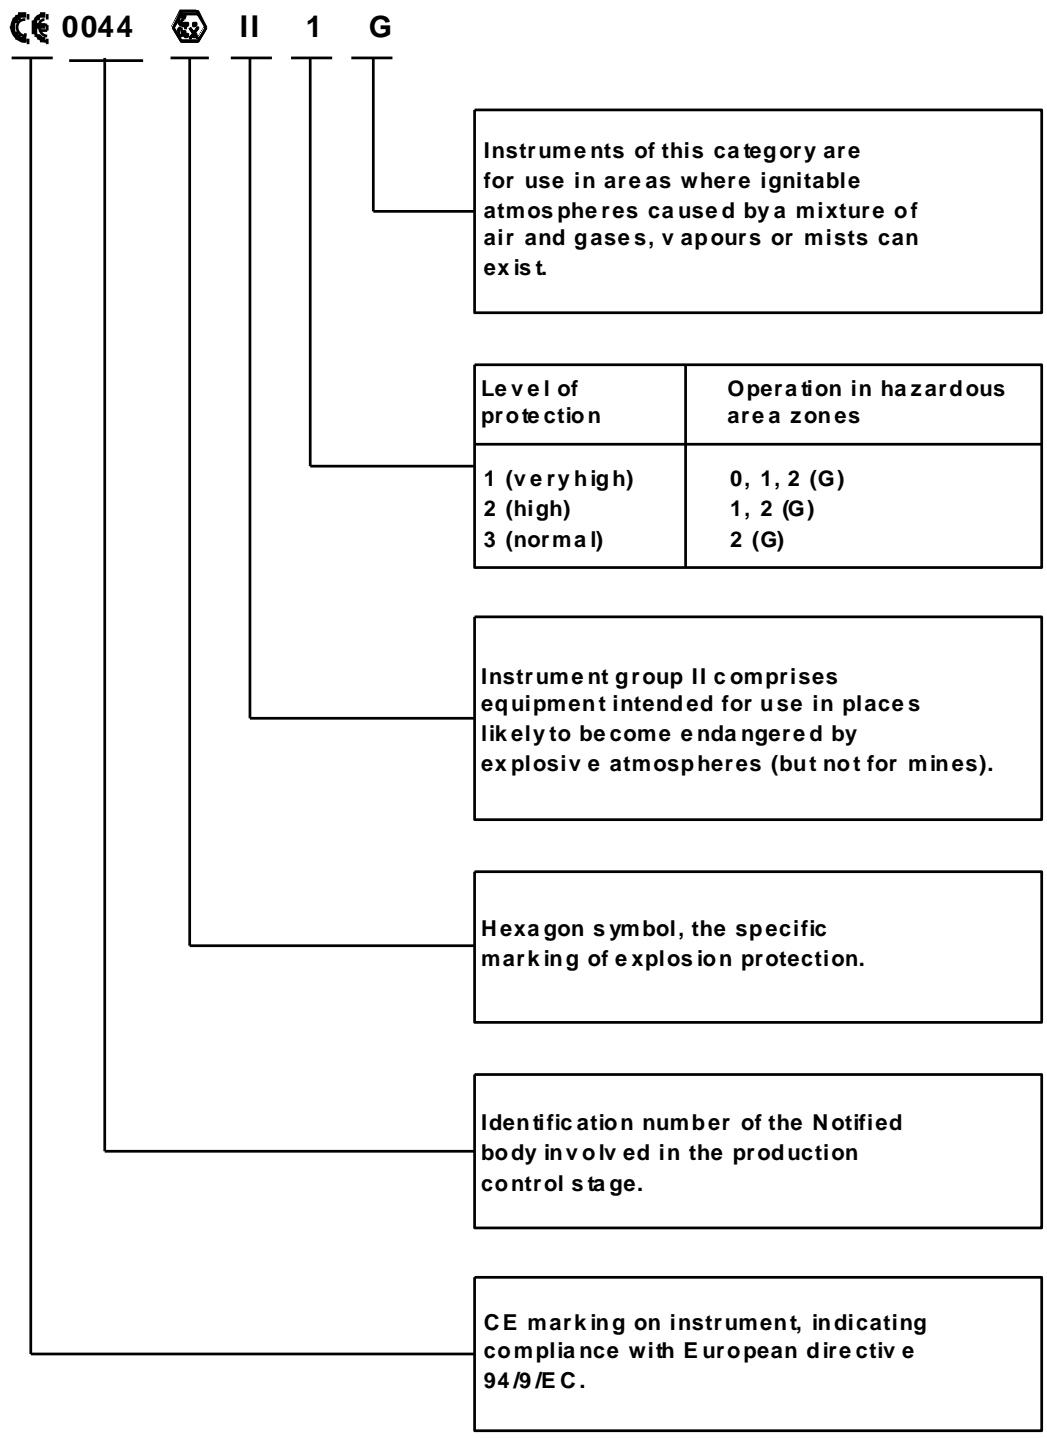 CE 0044 Ex II 1 G
Instruments of this category are
for use in areas where ignitable
atmospheres caused by a mixture of
air and gases, vapours or mists can
exist.
Level of Operation in hazardous
protection area zones
1 (very high) 0, 1, 2 (G)
2 (high) 1, 2 (G)
3 (normal) 2 (G)
Instrument group II comprises
equipment intended for use in places
likely to become endangered by
explosive atmospheres (but not for mines).
Hexagon symbol, the specific
marking of explosion protection.
Identification number of the Notified
body involved in the production
control stage.
CE marking on instrument, indicating
compliance with European directive
94/9/EC.